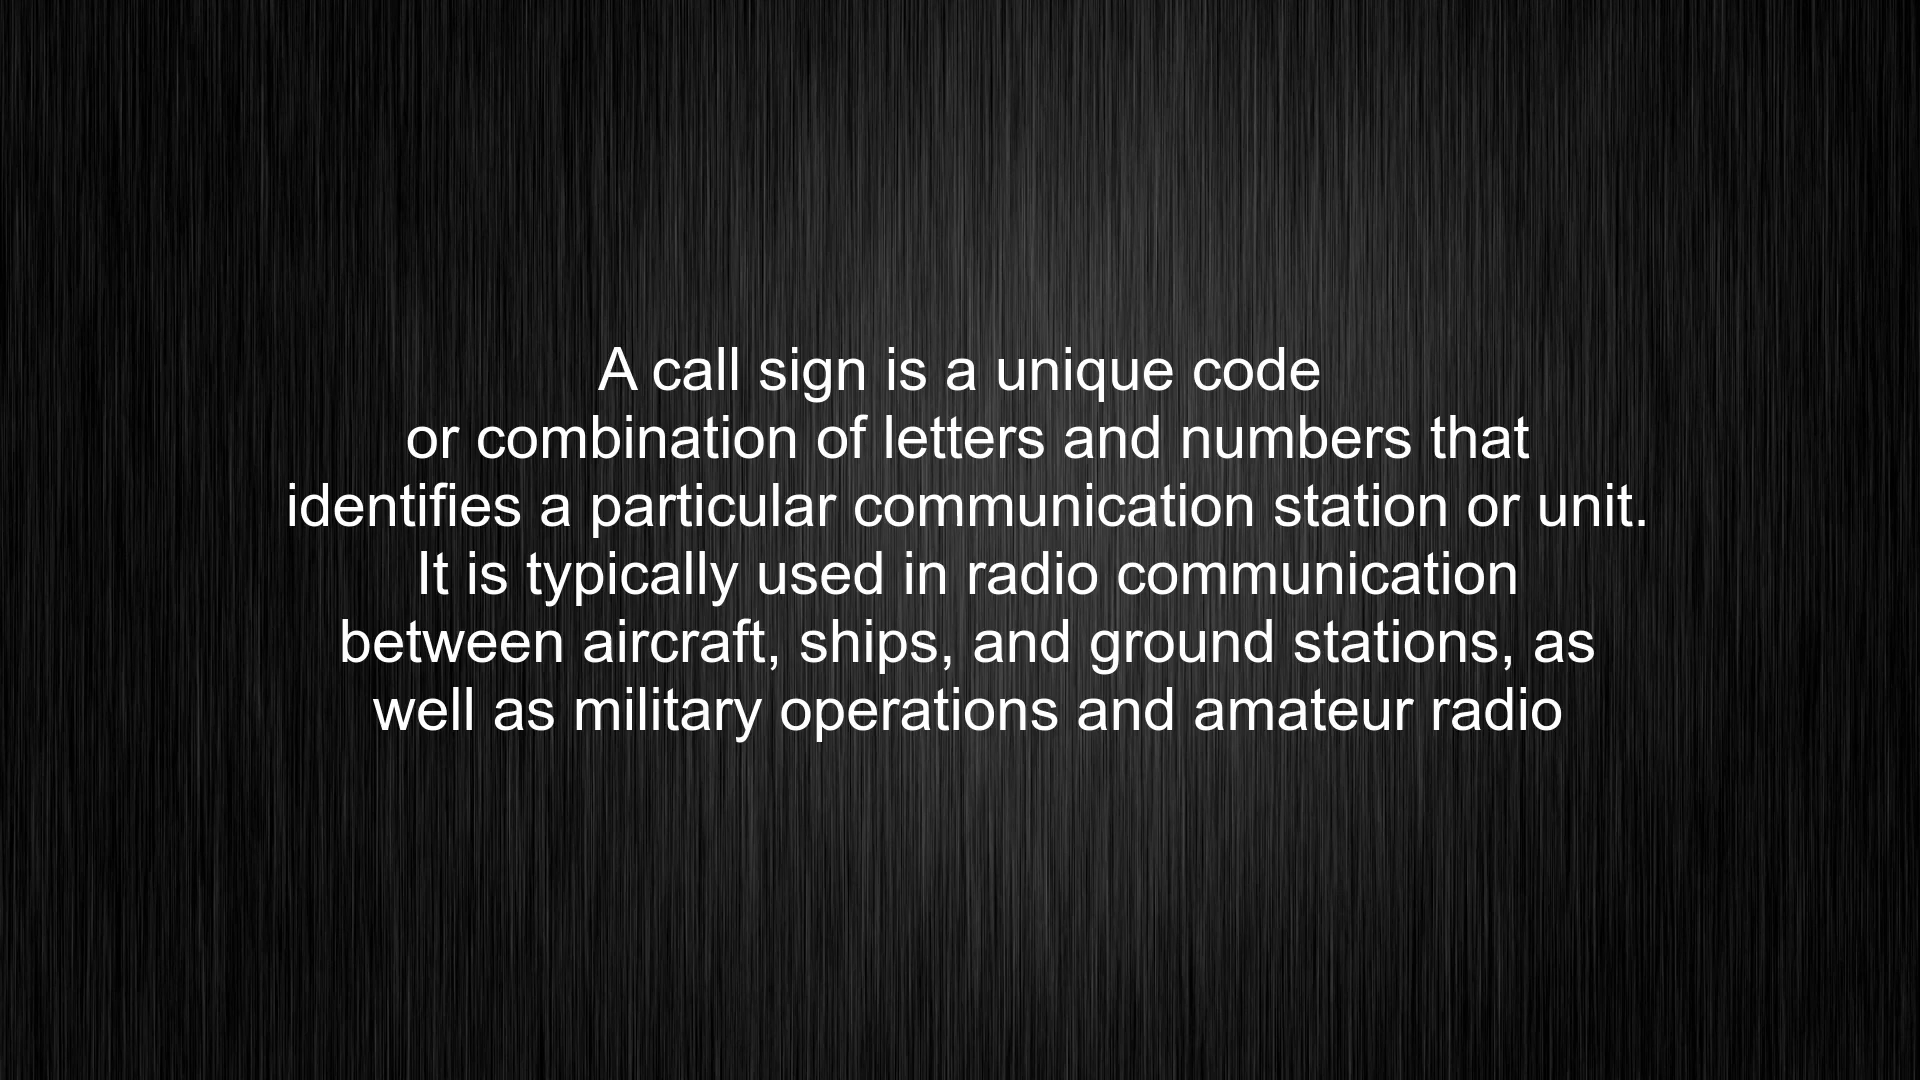 A call sign is a unique code
or combination of letters and numbers that
identifies a particular communication station or unit.
It is typically used in radio communication
between aircraft, ships, and ground stations, as
well as military operations and amateur radio